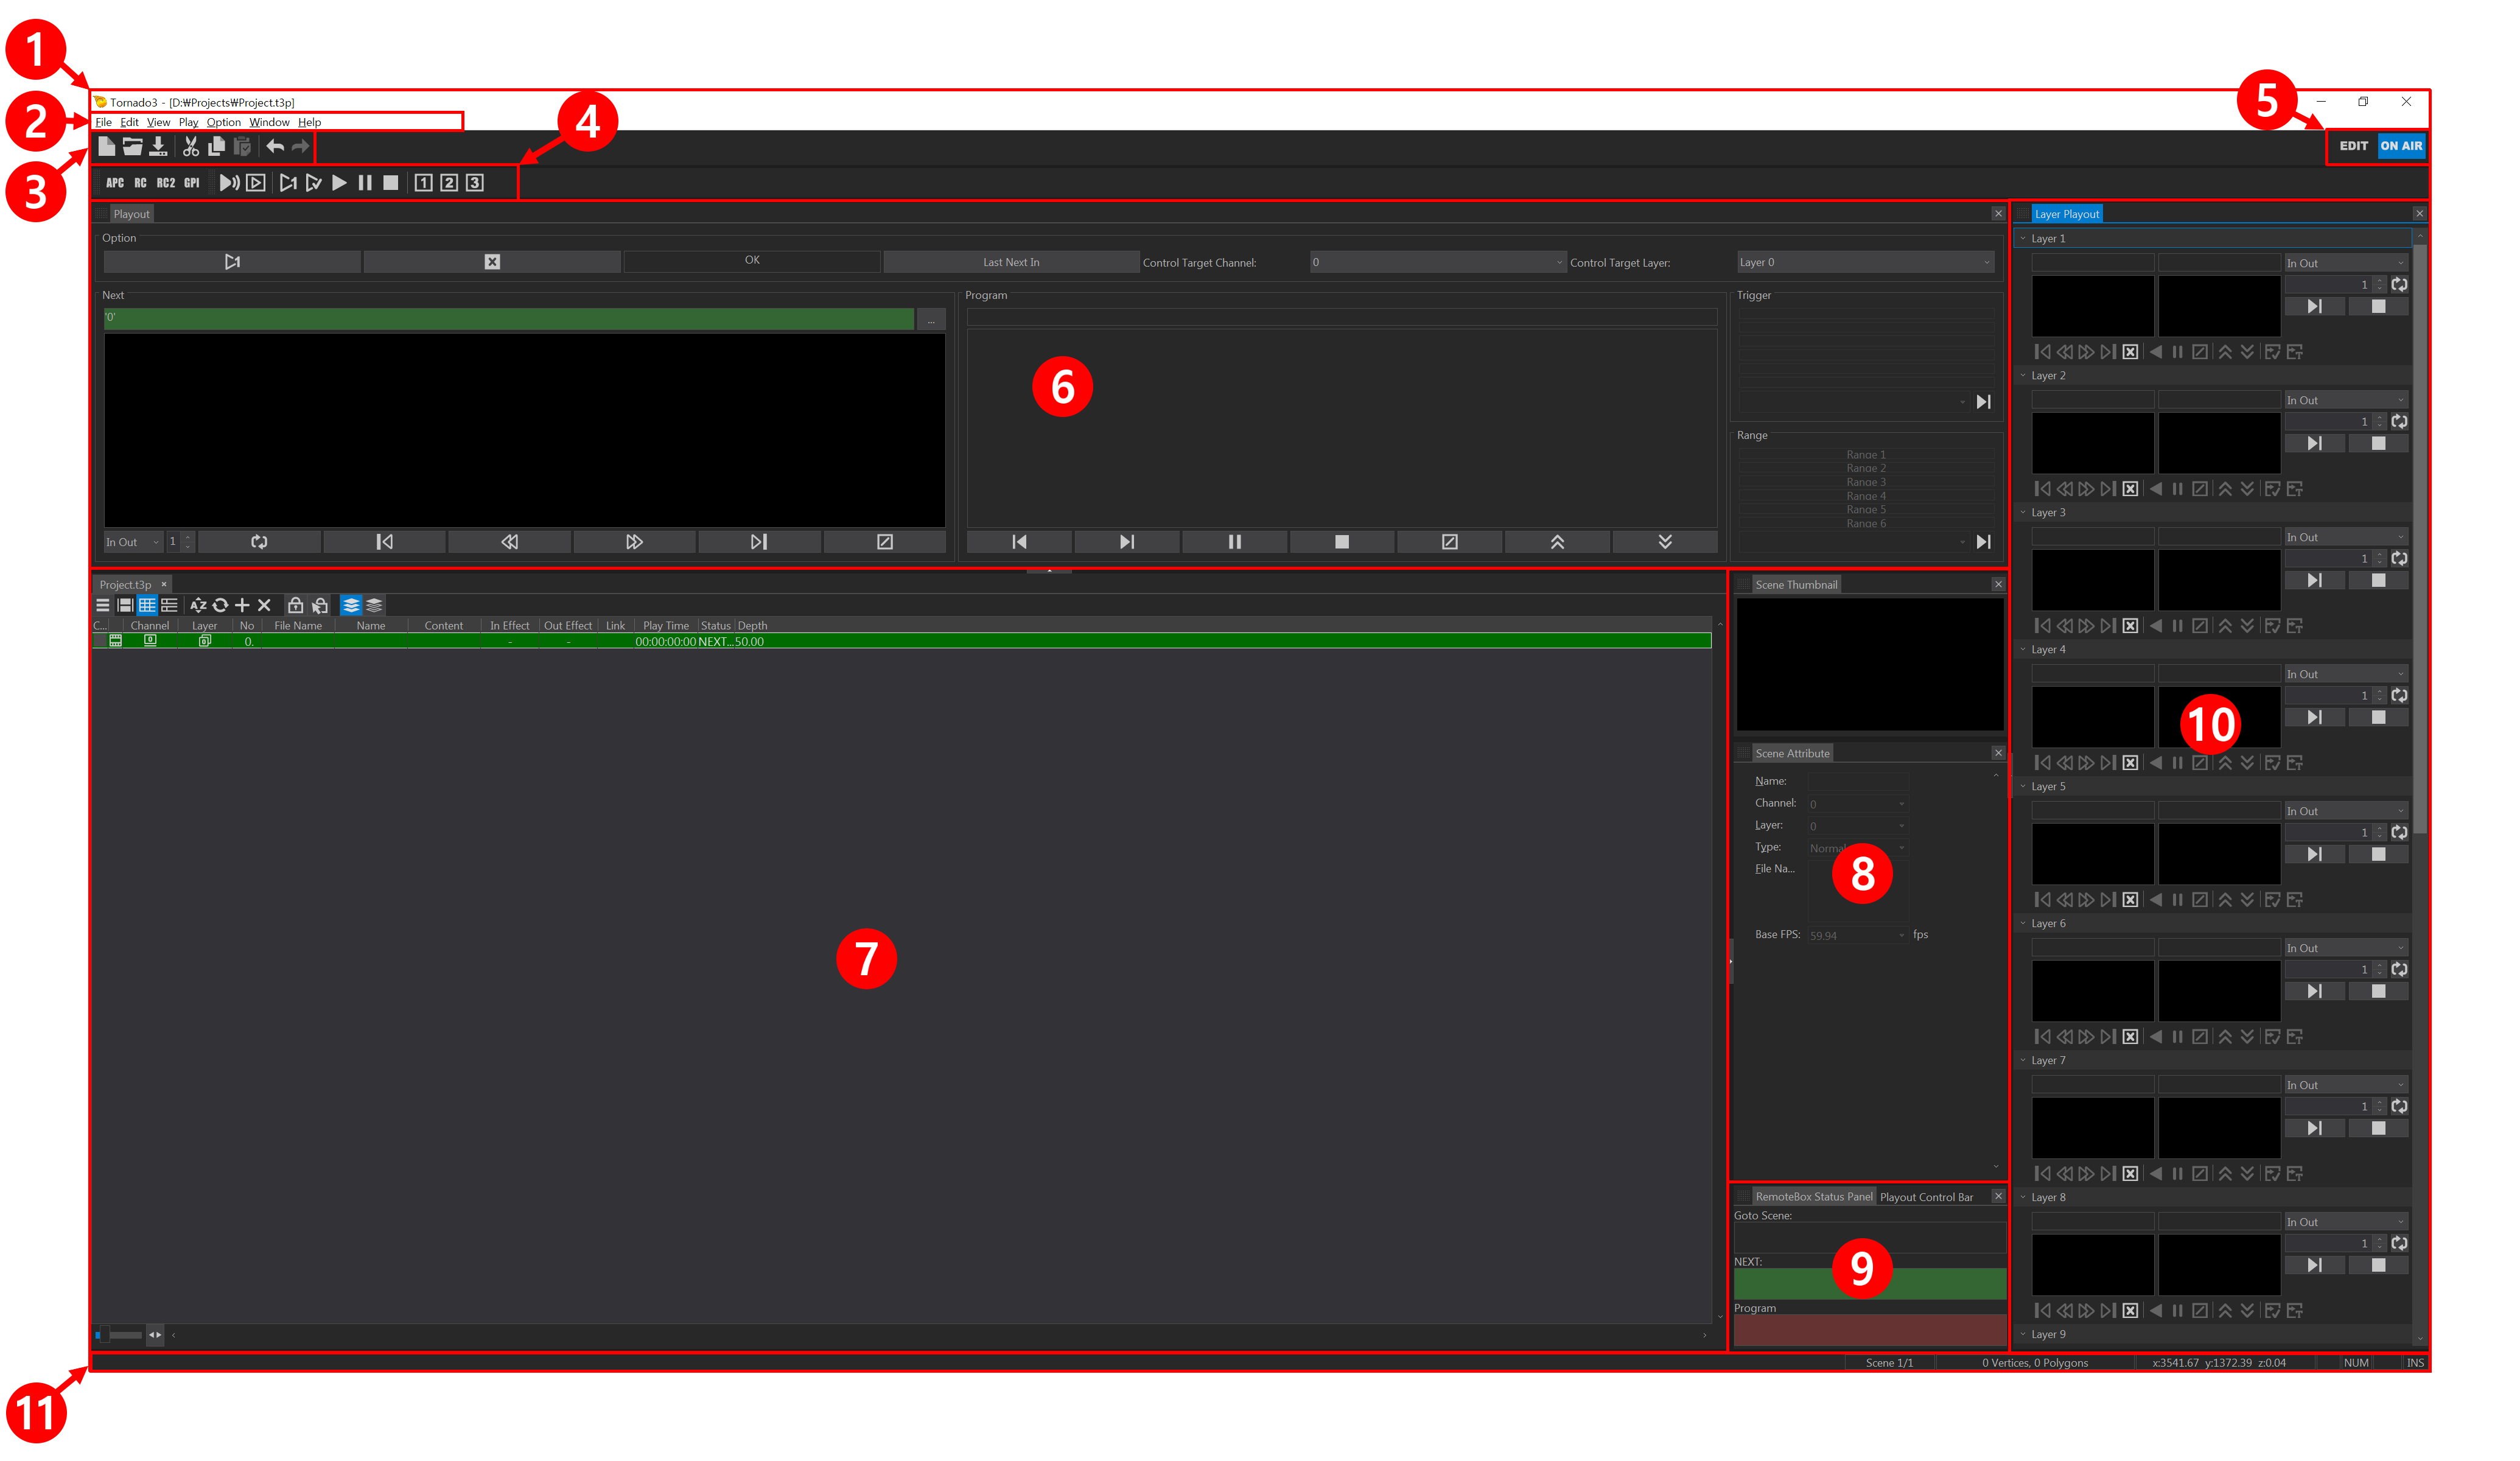 1
Tornado3 - [D:₩Projects₩Project.t3p]
2
File Edit View Play Option Window Help
4
5
3
EDIT ON AIR
APC RC RC2 GPI 1 2 3
Playout
Layer Playout
Option
1 OK Last Next In Control Target Channel: 0 Control Target Layer: Layer 0
Next
'0' ...
In Out 1
Program
6
Trigger
Range
Range 1
Range 2
Range 3
Range 4
Range 5
Range 6
Project.t3p
AZ
C... Channel Layer No File Name Name Content In Effect Out Effect Link Play Time Status Depth
0 0 0. - - 00:00:00:00 NEXT... 50.00
7
Scene Thumbnail
Scene Attribute
Name:
Channel: 0
Layer: 0
Type: Normal
File Na...
8
Base FPS: 59.94 fps
RemoteBox Status Panel Playout Control Bar
Goto Scene:
NEXT:
9
Program
Layer 1
In Out
1
Layer 2
In Out
1
Layer 3
In Out
1
Layer 4
In Out
1
10
Layer 5
In Out
1
Layer 6
In Out
1
Layer 7
In Out
1
Layer 8
In Out
1
Layer 9
11
Scene 1/1 0 Vertices, 0 Polygons x:3541.67 y:1372.39 z:0.04 NUM INS